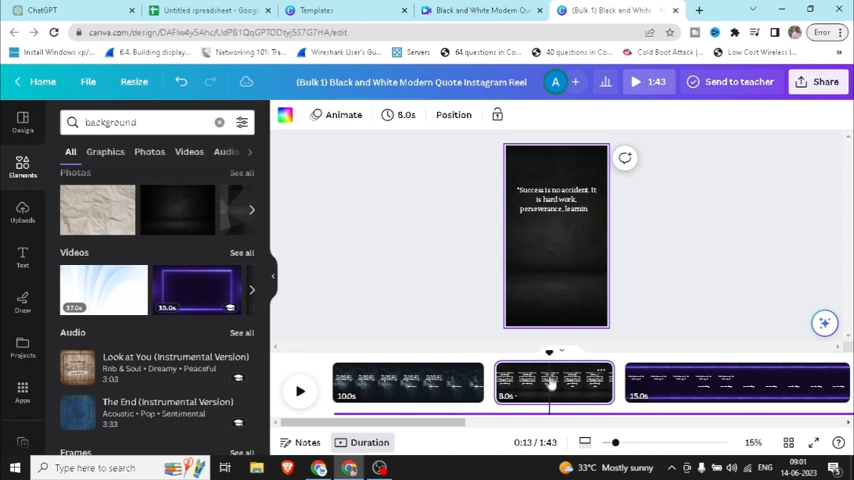 ChatGPT
Untitled spreadsheet - Google
Templates
Black and White Modern Quot
(Bulk 1) Black and White Mod
canva.com/design/DAFlw4y5Ahc/UdPB1QqGPTODtyj5S7G7HA/edit
Error
Install Windows xp/...
6.4. Building display...
Networking 101: Tra...
Wireshark User's Gu...
Servers
64 questions in Col...
40 questions in Co...
Cold Boot Attack |...
Low Cost Wireless I...
Home
File
Resize
(Bulk 1) Black and White Modern Quote Instagram Reel
A
1:43
Send to teacher
Share
background
Animate
8.0s
Position
Design
Elements
Uploads
Text
Draw
Projects
Apps
All
Graphics
Photos
Videos
Audio
Photos
See all
Videos
See all
17.0s
15.0s
Audio
See all
Look at You (Instrumental Version)
Rnb & Soul • Dreamy • Peaceful
3:03
The End (Instrumental Version)
Acoustic • Pop • Sentimental
3:33
Frames
"Success is no accident. It
is hard work,
perseverance, learnin
10.0s
8.0s
15.0s
Notes
Duration
0:13 / 1:43
15%
Type here to search
33°C Mostly sunny
ENG
09:01
14-06-2023